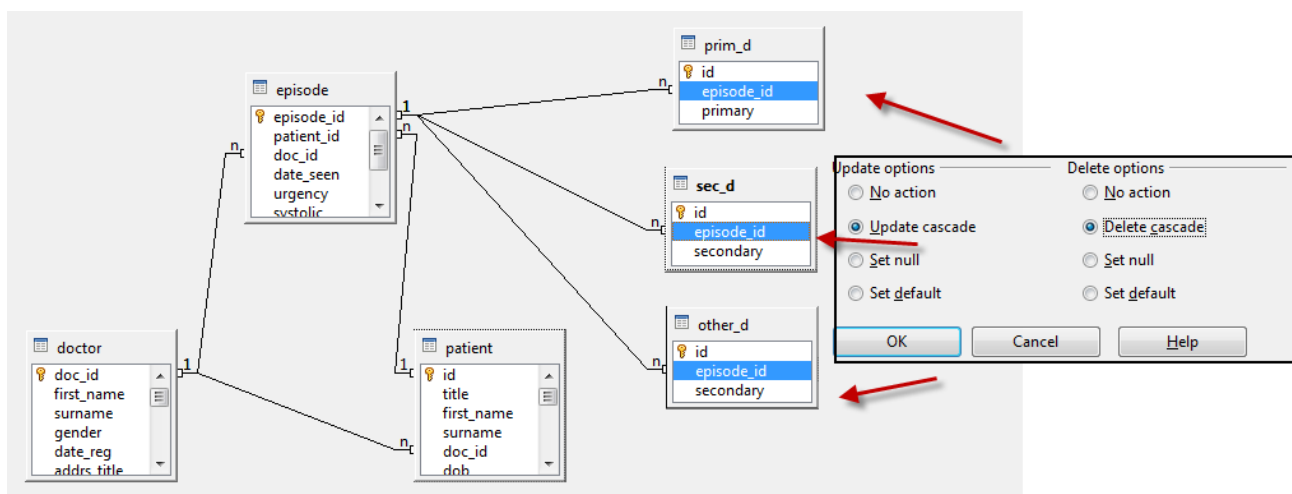 episode
episode_id
patient_id
doc_id
date_seen
urgency
systolic
1
n
n
prim_d
id
episode_id
primary
n
sec_d
id
episode_id
secondary
n
other_d
id
episode_id
secondary
n
doctor
doc_id
first_name
surname
gender
date_reg
addrs_title
1
patient
id
title
first_name
surname
doc_id
dob
1
n
Update options
No action
Update cascade
Set null
Set default
Delete options
No action
Delete cascade
Set null
Set default
OK Cancel Help